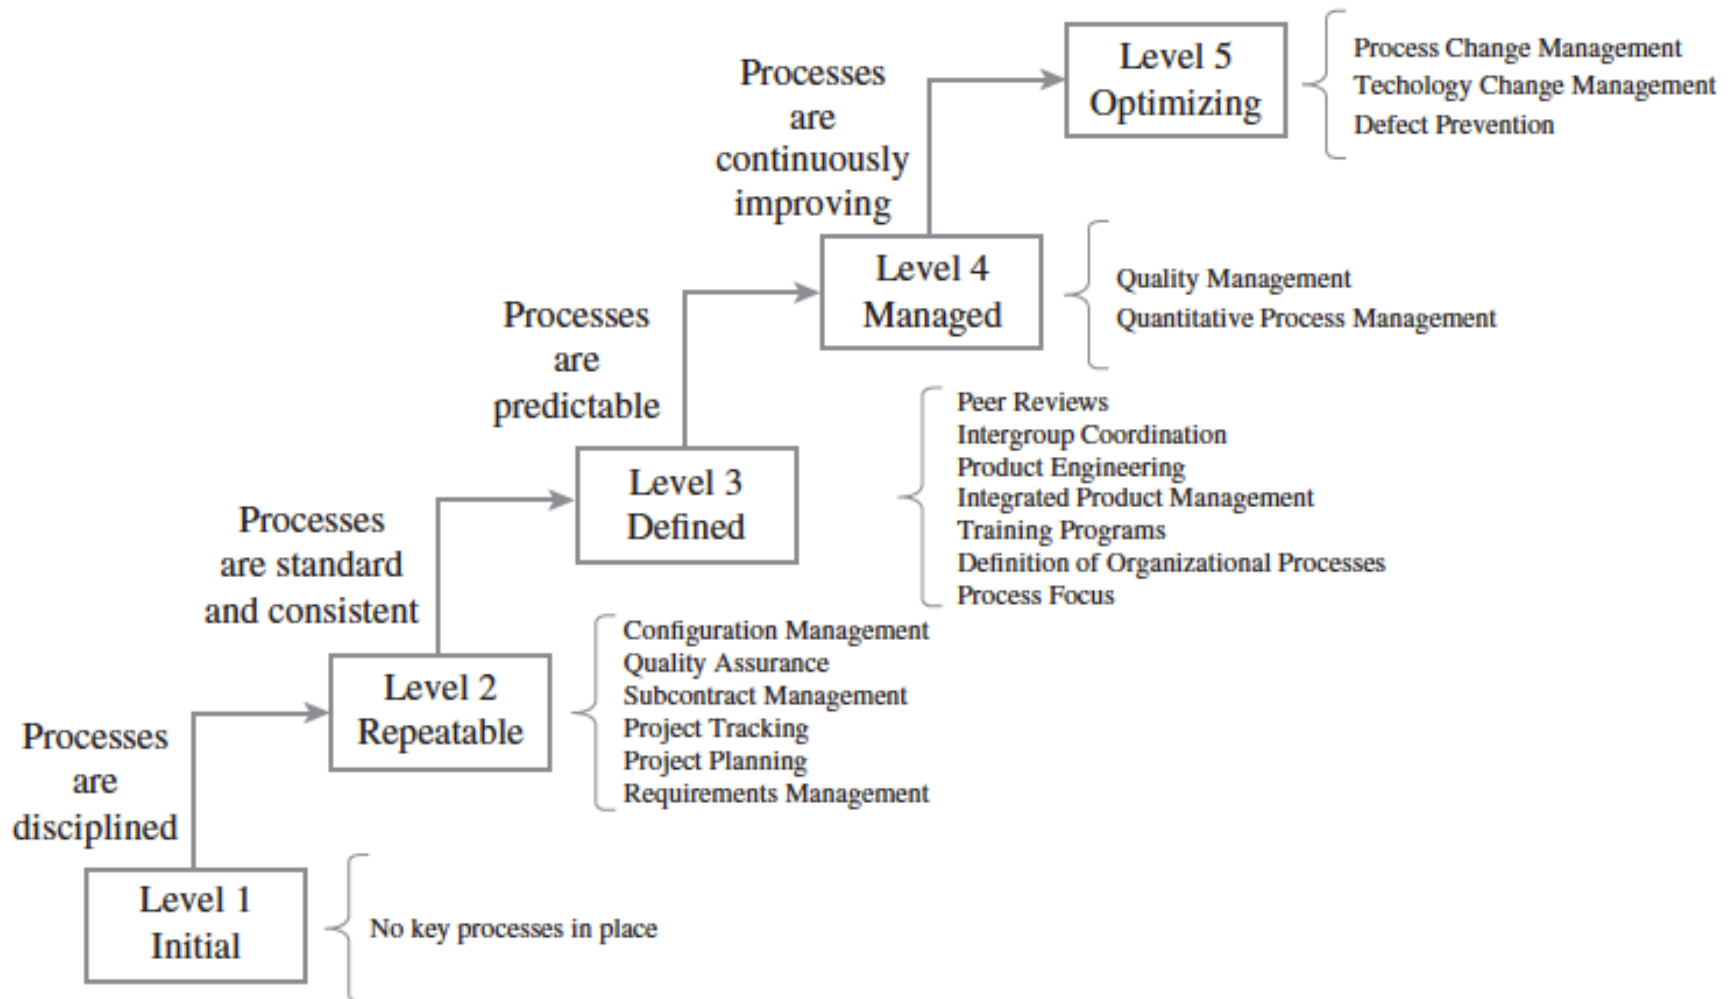 Level 5
Optimizing
Process Change Management
Techology Change Management
Defect Prevention
Processes
are
continuously
improving
Level 4
Managed
Quality Management
Quantitative Process Management
Processes
are
predictable
Level 3
Defined
Peer Reviews
Intergroup Coordination
Product Engineering
Integrated Product Management
Training Programs
Definition of Organizational Processes
Process Focus
Processes
are standard
and consistent
Level 2
Repeatable
Configuration Management
Quality Assurance
Subcontract Management
Project Tracking
Project Planning
Requirements Management
Processes
are
disciplined
Level 1
Initial
No key processes in place